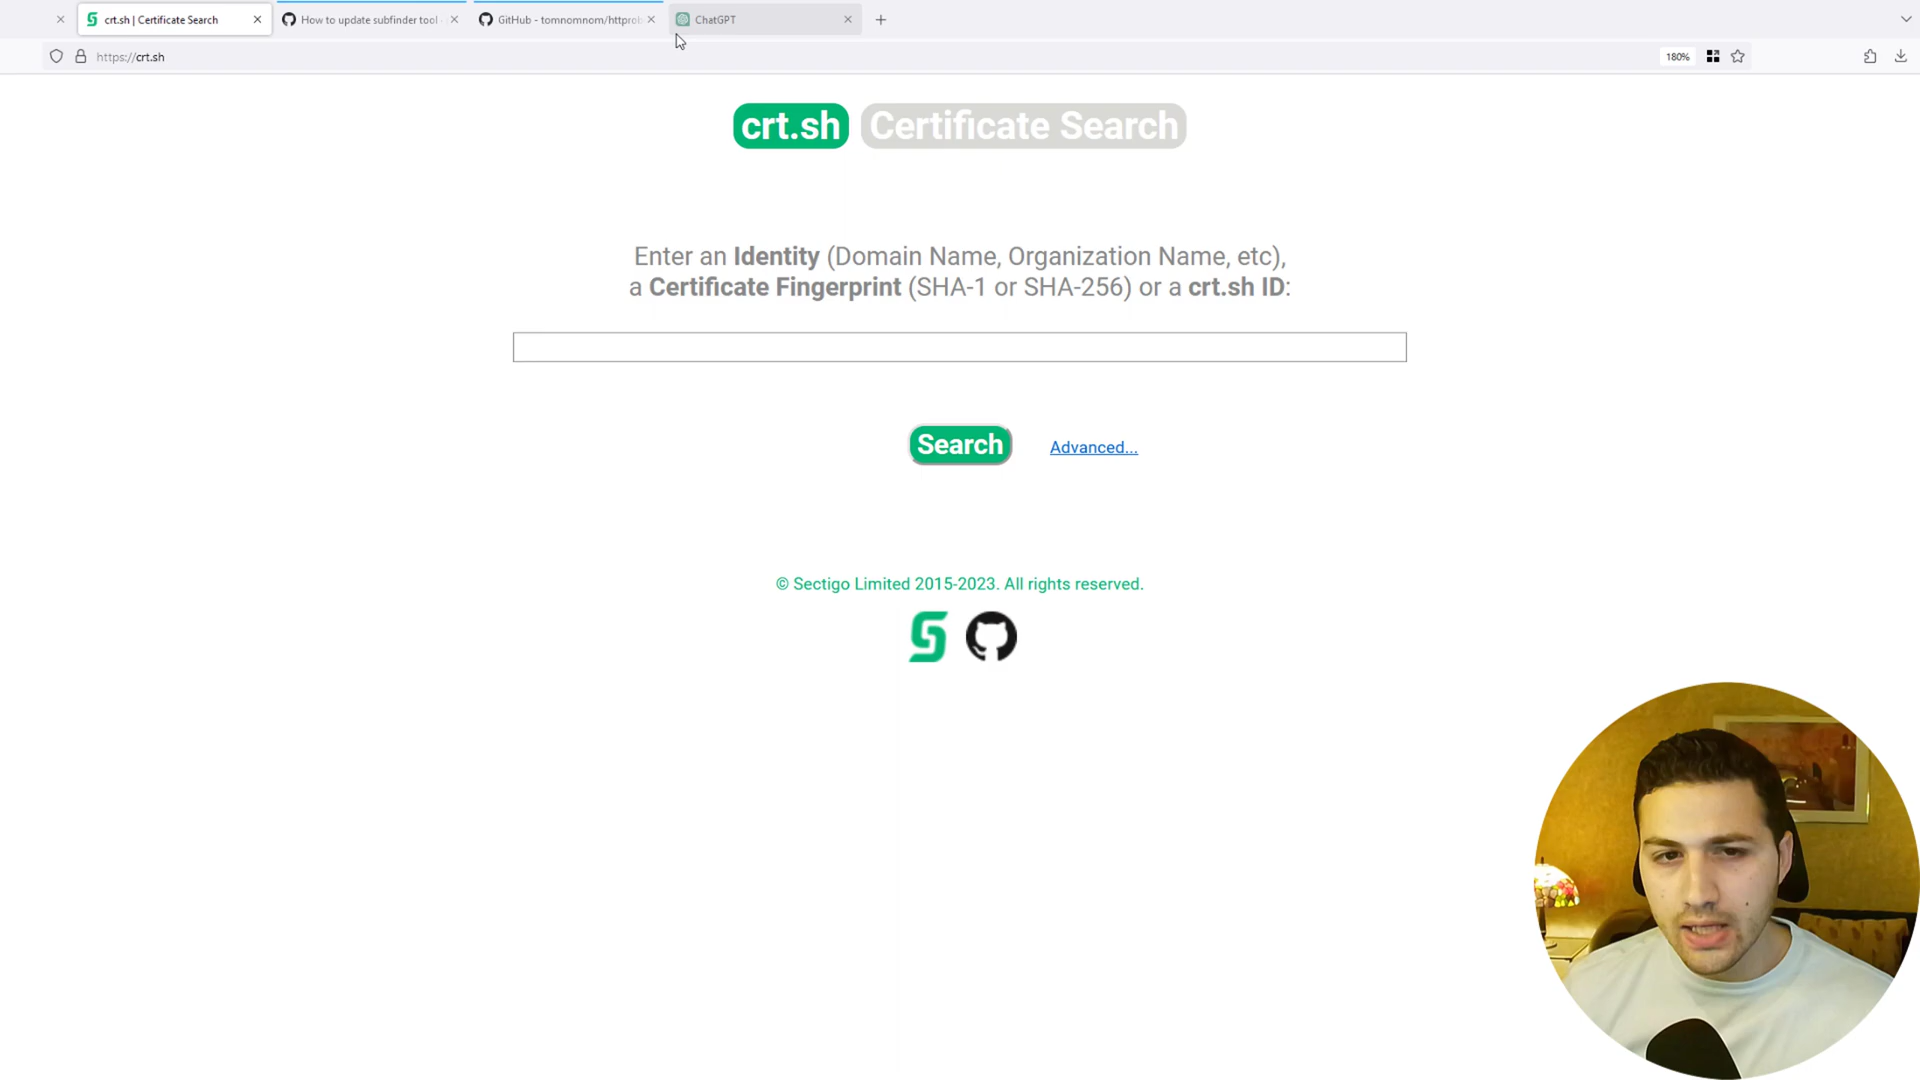 crt.sh | Certificate Search
How to update subfinder tool
GitHub - tomnomnom/httprob
ChatGPT
https://crt.sh
180%
crt.sh Certificate Search
Enter an Identity (Domain Name, Organization Name, etc),
a Certificate Fingerprint (SHA-1 or SHA-256) or a crt.sh ID:
Search
Advanced...
© Sectigo Limited 2015-2023. All rights reserved.